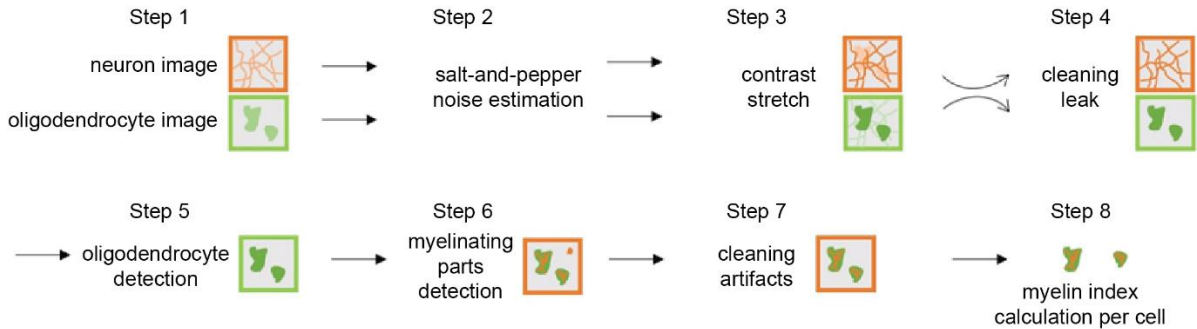 Step 1
Step 2
Step 3
Step 4
neuron image
oligodendrocyte image
salt-and-pepper
noise estimation
contrast
stretch
cleaning
leak
Step 5
Step 6
Step 7
Step 8
oligodendrocyte
detection
myelinating
parts
detection
cleaning
artifacts
myelin index
calculation per cell